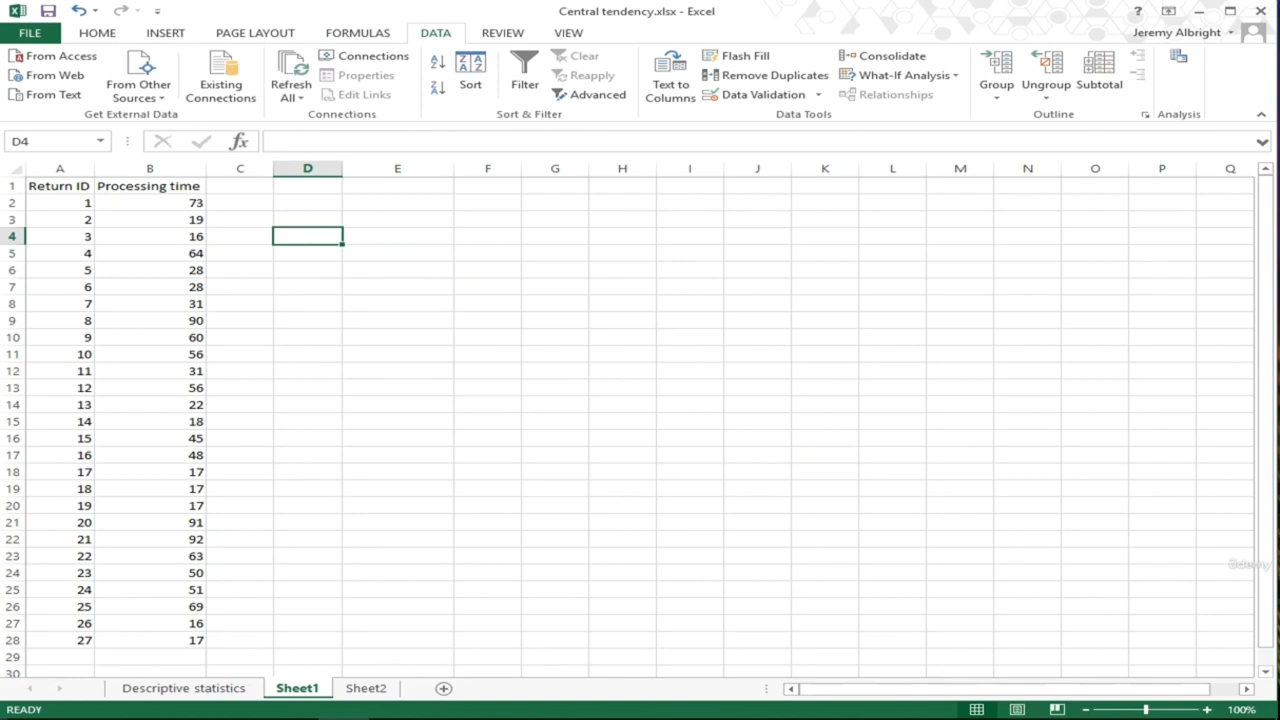 Central tendency.xlsx - Excel
?
FILE HOME INSERT PAGE LAYOUT FORMULAS DATA REVIEW VIEW Jeremy Albright
From Access
From Web
From Text
From Other Sources
Existing Connections
Get External Data
Refresh All
Connections
Properties
Edit Links
Connections
Sort
Filter
Clear
Reapply
Advanced
Sort & Filter
Text to Columns
Flash Fill
Remove Duplicates
Data Validation
Consolidate
What-If Analysis
Relationships
Data Tools
Group
Ungroup
Subtotal
Outline
Analysis
D4 fx
A B C D E F G H I J K L M N O P Q
1 Return ID Processing time
2 1 73
3 2 19
4 3 16
5 4 64
6 5 28
7 6 28
8 7 31
9 8 90
10 9 60
11 10 56
12 11 31
13 12 56
14 13 22
15 14 18
16 15 45
17 16 48
18 17 17
19 18 17
20 19 17
21 20 91
22 21 92
23 22 63
24 23 50
25 24 51
26 25 69
27 26 16
28 27 17
29
30
Udemy
Descriptive statistics Sheet1 Sheet2
READY 100%